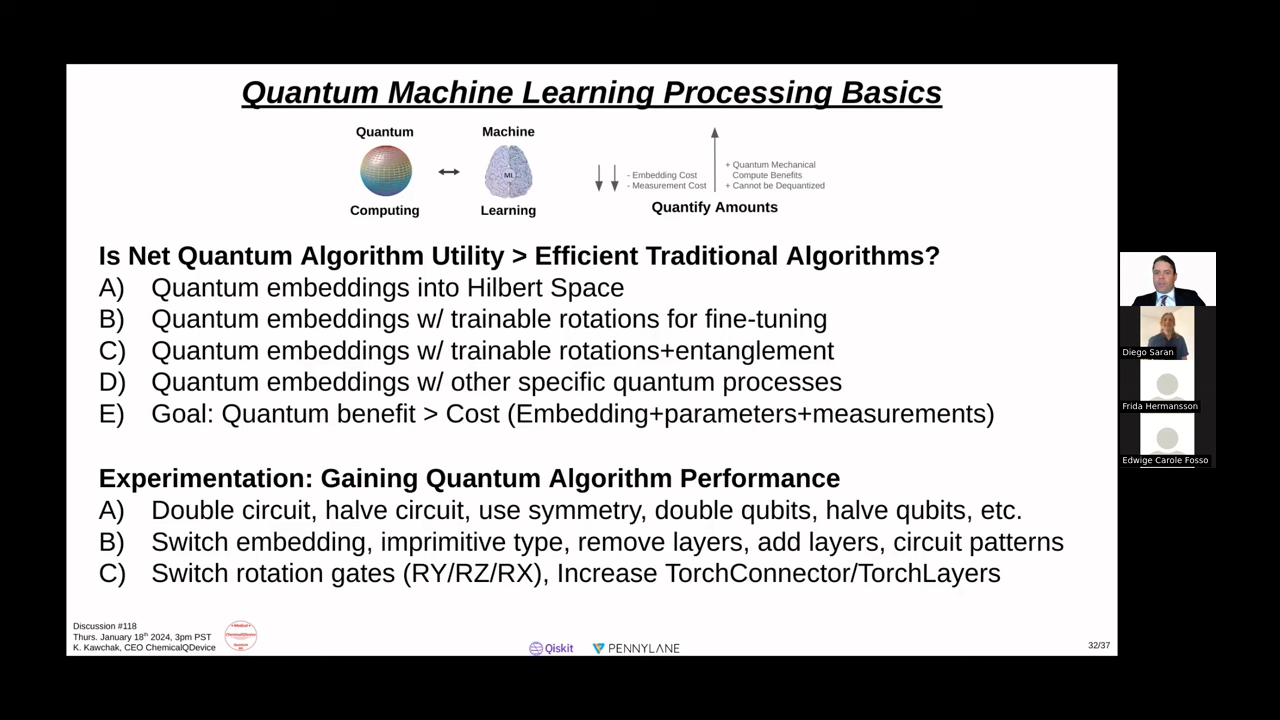 Quantum Machine Learning Processing Basics
Quantum
Computing
Machine
ML
Learning
- Embedding Cost
- Measurement Cost
+ Quantum Mechanical
Compute Benefits
+ Cannot be Dequantized
Quantify Amounts
Is Net Quantum Algorithm Utility > Efficient Traditional Algorithms?
A) Quantum embeddings into Hilbert Space
B) Quantum embeddings w/ trainable rotations for fine-tuning
C) Quantum embeddings w/ trainable rotations+entanglement
D) Quantum embeddings w/ other specific quantum processes
E) Goal: Quantum benefit > Cost (Embedding+parameters+measurements)
Experimentation: Gaining Quantum Algorithm Performance
A) Double circuit, halve circuit, use symmetry, double qubits, halve qubits, etc.
B) Switch embedding, imprimitive type, remove layers, add layers, circuit patterns
C) Switch rotation gates (RY/RZ/RX), Increase TorchConnector/TorchLayers
Discussion #118
Thurs. January 18th 2024, 3pm PST
K. Kawchak, CEO ChemicalQDevice
ChemicalQDevice
Qiskit
PENNYLANE
32/37
Diego Saran
Frida Hermansson
Edwige Carole Fosso